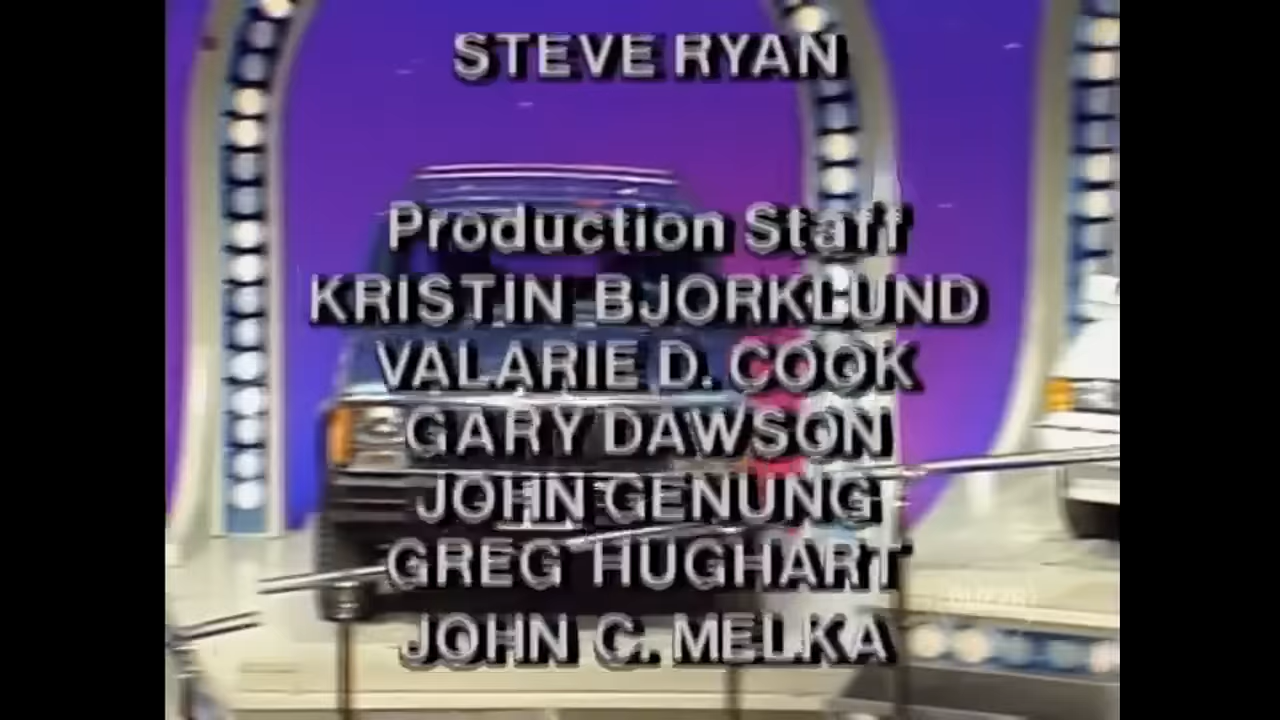 STEVE RYAN
Production Staff
KRISTIN BJORKLUND
VALARIE D. COOK
GARY DAWSON
JOHN GENUNG
GREG HUGHART
JOHN C. MELKA